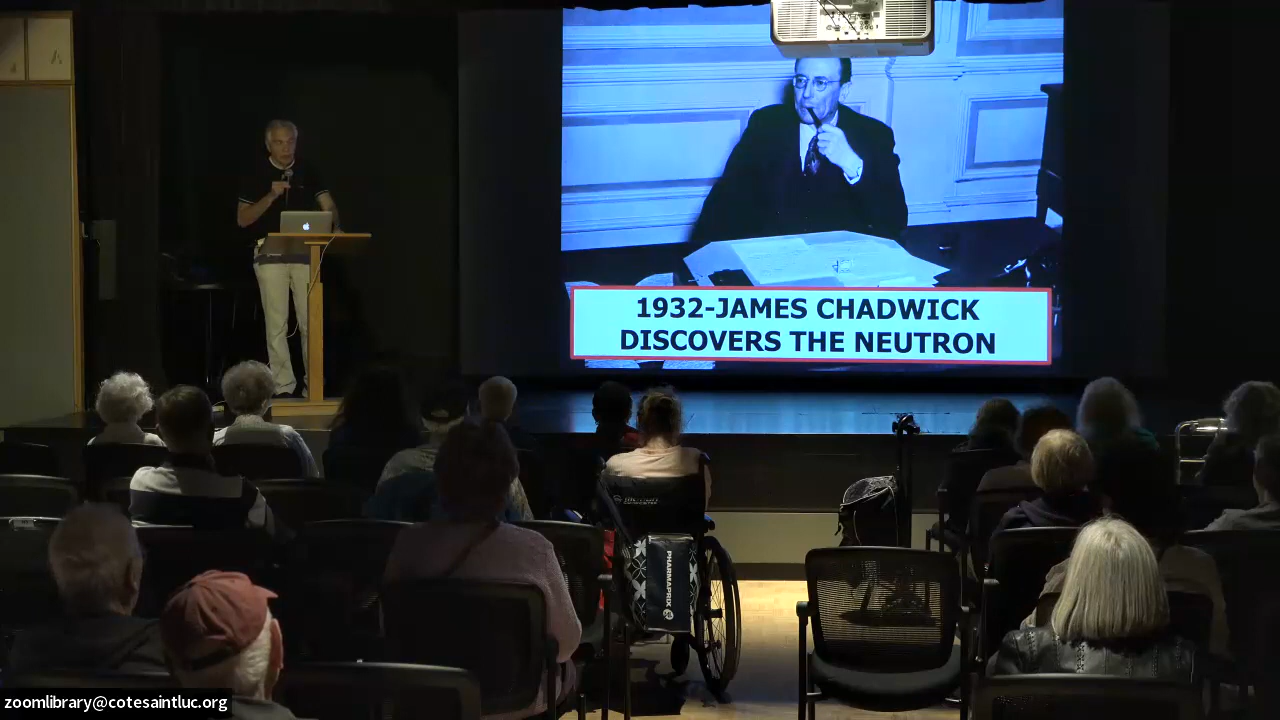 1932-JAMES CHADWICK
DISCOVERS THE NEUTRON
PHARMAPRIX
zoomlibrary@cotesaintluc.org